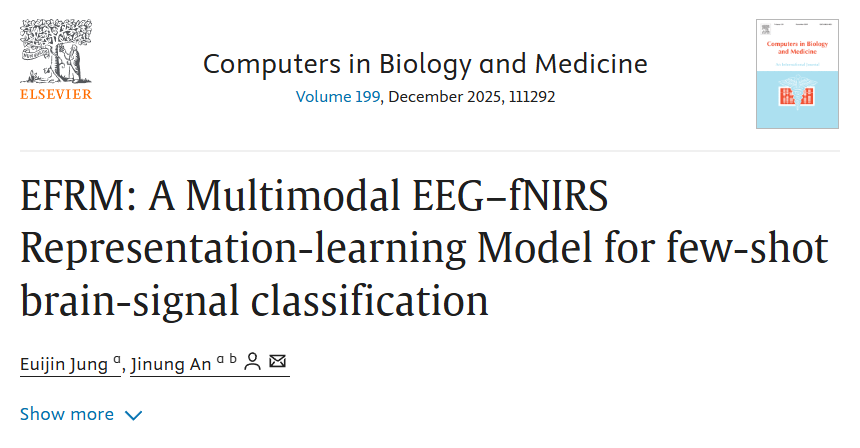 ELSEVIER
Computers in Biology and Medicine
Volume 199, December 2025, 111292
Computers in Biology
and Medicine
EFRM: A Multimodal EEG–fNIRS
Representation-learning Model for few-shot
brain-signal classification
Euijin Jung a, Jinung An a b
Show more